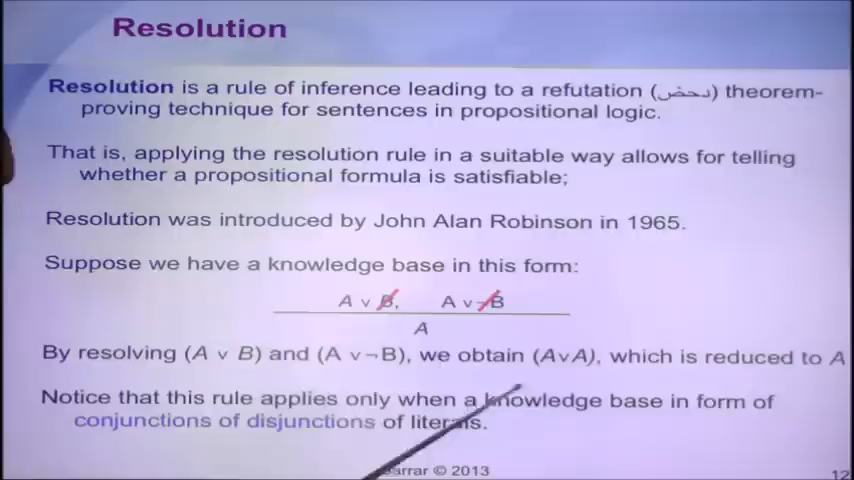 Resolution
Resolution is a rule of inference leading to a refutation (دحض) theorem-
proving technique for sentences in propositional logic.
That is, applying the resolution rule in a suitable way allows for telling
whether a propositional formula is satisfiable;
Resolution was introduced by John Alan Robinson in 1965.
Suppose we have a knowledge base in this form:
A ∨ B, A ∨ ¬B
A
By resolving (A ∨ B) and (A ∨ ¬B), we obtain (A∨A), which is reduced to A
Notice that this rule applies only when a knowledge base in form of
conjunctions of disjunctions of literals.
© 2013
12